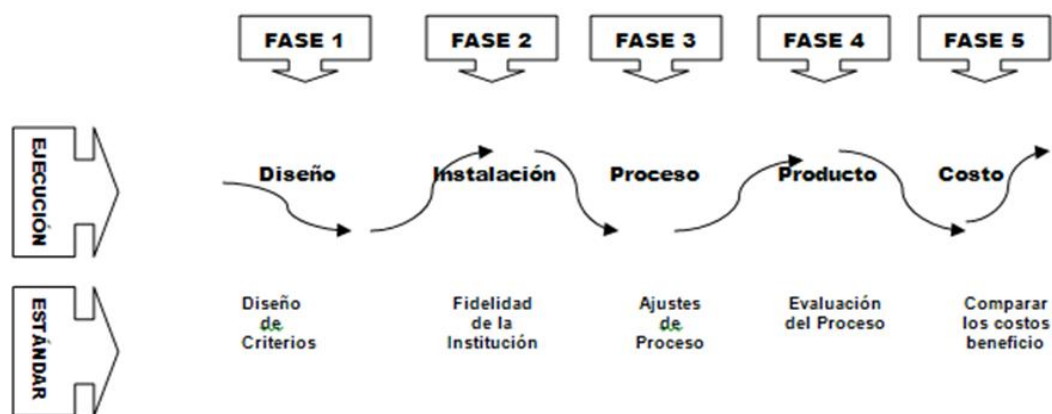 FASE 1
FASE 2
FASE 3
FASE 4
FASE 5
EJECUCIÓN
Diseño
Instalación
Proceso
Producto
Costo
ESTÁNDAR
Diseño
de
Criterios
Fidelidad
de la
Institución
Ajustes
de
Proceso
Evaluación
del Proceso
Comparar
los costos
beneficio